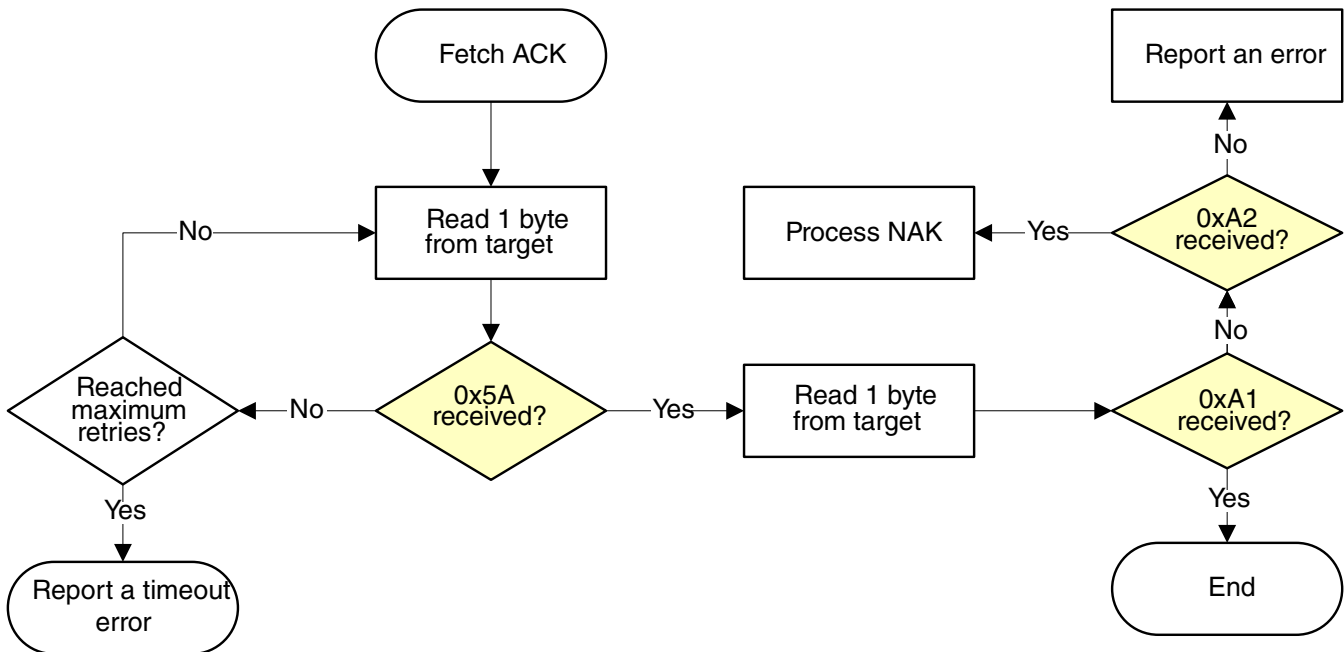 Fetch ACK
Report an error
No
Read 1 byte
from target
Process NAK
Yes
0xA2
received?
No
No
Reached
maximum
retries?
No
0x5A
received?
Yes
Read 1 byte
from target
0xA1
received?
Yes
Yes
Report a timeout
error
End